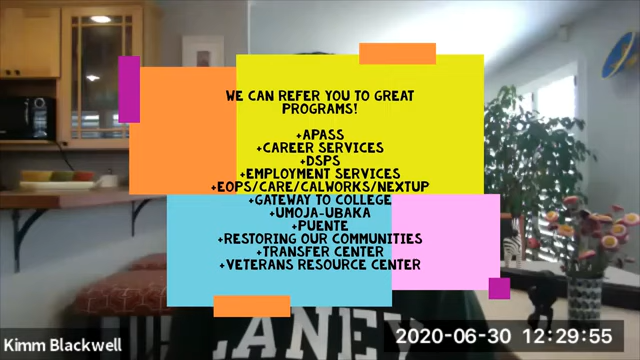 WE CAN REFER YOU TO GREAT
PROGRAMS!
+APASS
+CAREER SERVICES
+DSPS
+EMPLOYMENT SERVICES
+EOPS/CARE/CALWORKS/NEXTUP
+GATEWAY TO COLLEGE
+UMOJA-UBAKA
+PUENTE
+RESTORING OUR COMMUNITIES
+TRANSFER CENTER
+VETERANS RESOURCE CENTER
LANEY
Kimm Blackwell
2020-06-30 12:29:55